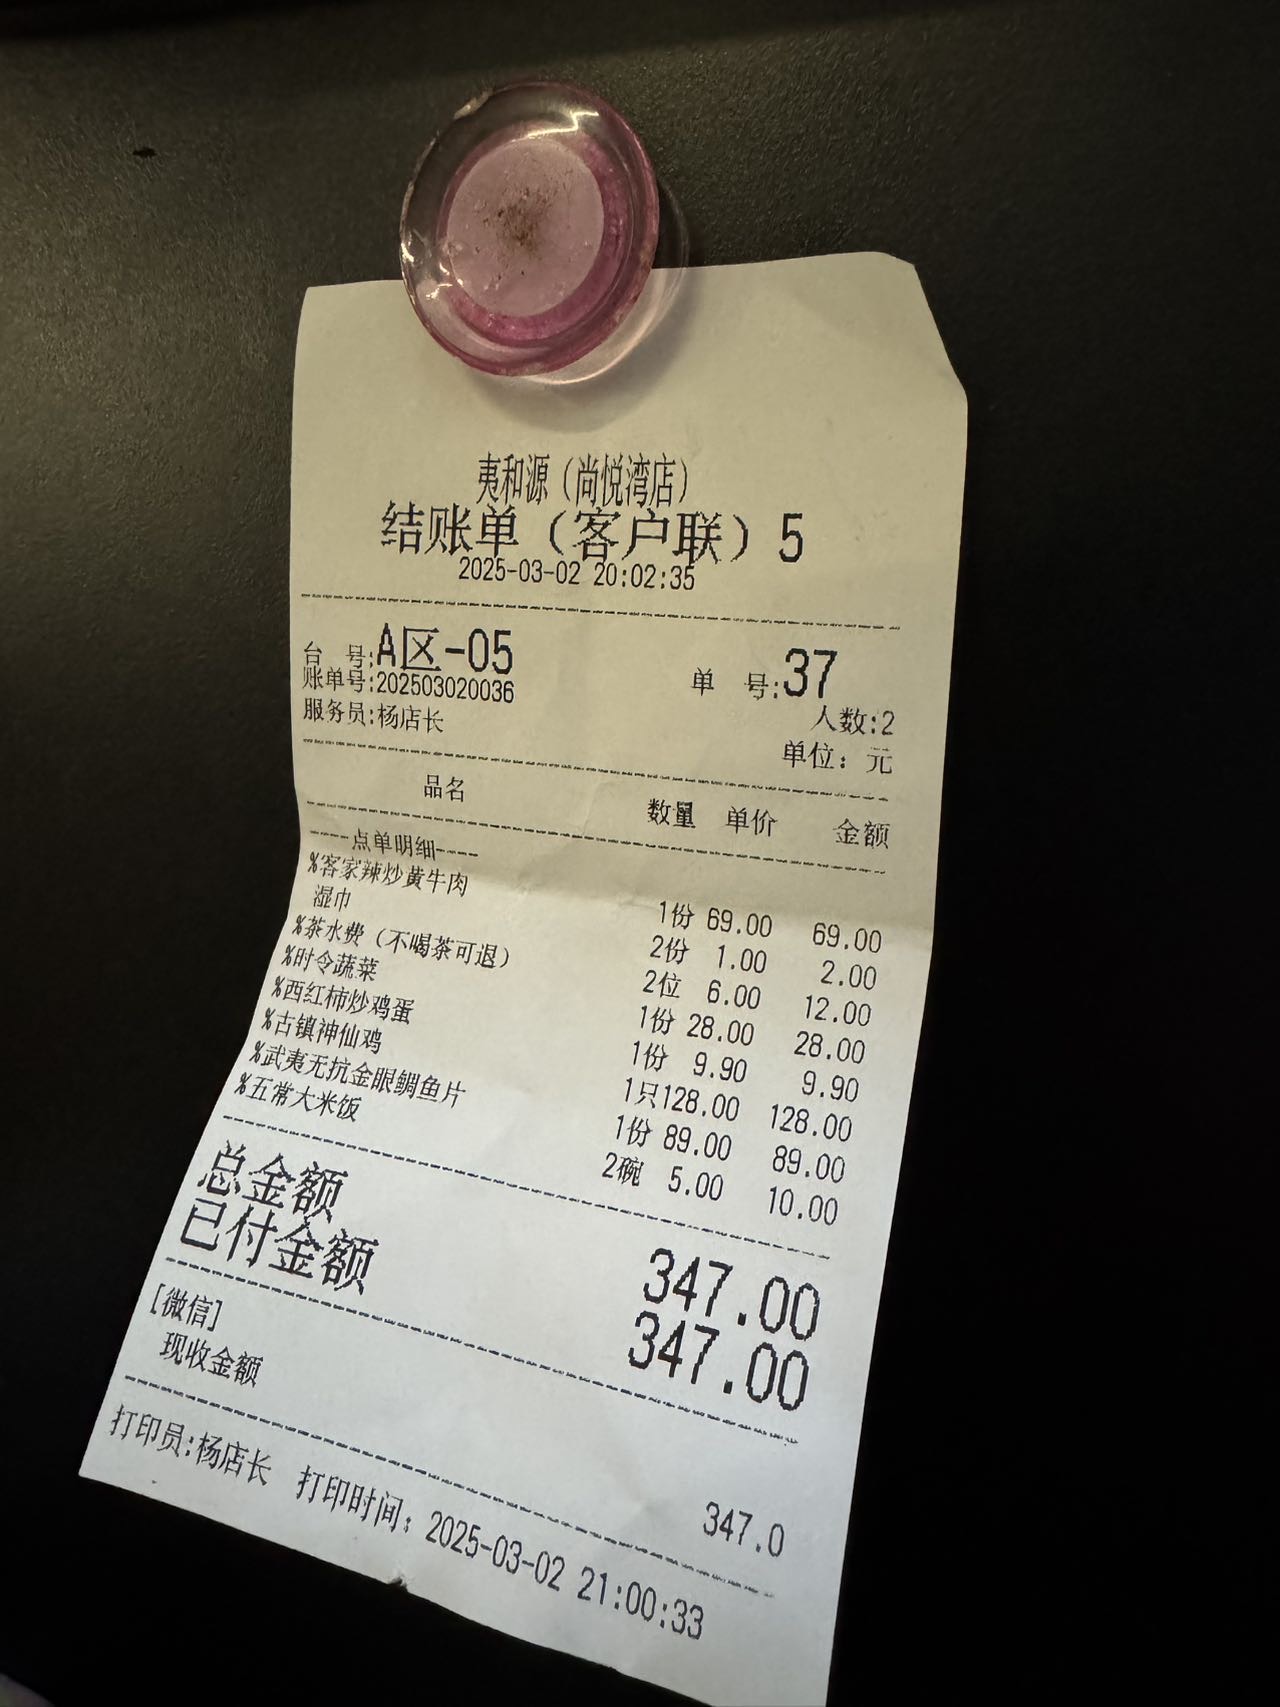 夷和源（尚悦湾店）
结账单（客户联）5
2025-03-02 20:02:35
台 号:A区-05 单 号:37
账单号:202503020036 人数:2
服务员:杨店长 单位：元
品名 数量 单价 金额
----点单明细----
%客家辣炒黄牛肉 1份 69.00 69.00
湿巾 2份 1.00 2.00
%茶水费（不喝茶可退） 2位 6.00 12.00
%时令蔬菜 1份 28.00 28.00
%西红柿炒鸡蛋 1份 9.90 9.90
%古镇神仙鸡 1只 128.00 128.00
%武夷无抗金眼鲷鱼片 1份 89.00 89.00
%五常大米饭 2碗 5.00 10.00
总金额 347.00
已付金额 347.00
[微信]
现收金额 347.0
打印员:杨店长 打印时间：2025-03-02 21:00:33